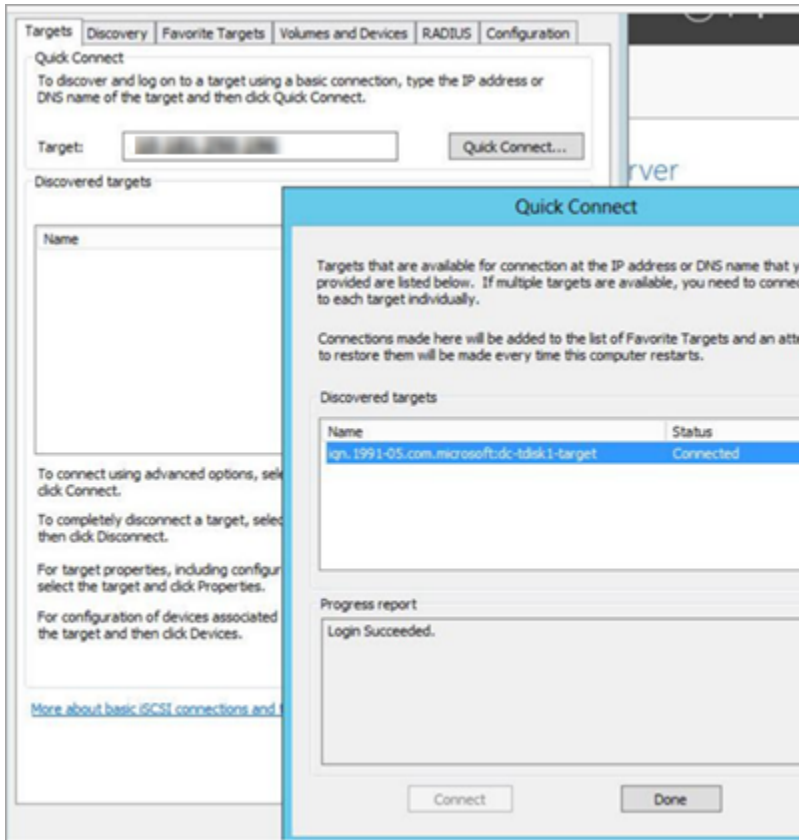 Targets Discovery Favorite Targets Volumes and Devices RADIUS Configuration
Quick Connect
To discover and log on to a target using a basic connection, type the IP address or
DNS name of the target and then click Quick Connect.
Target:
Quick Connect...
Discovered targets
Name
To connect using advanced options,
click Connect.
To completely disconnect a target,
then click Disconnect.
For target properties, including
select the target and click Properties.
For configuration of devices associated
the target and then click Devices.
More about basic iSCSI connections and
rver
Quick Connect
Targets that are available for connection at the IP address or DNS name that
provided are listed below. If multiple targets are available, you need to
to each target individually.
Connections made here will be added to the list of Favorite Targets and an
to restore them will be made every time this computer restarts.
Discovered targets
Name Status
iqn.1991-05.com.microsoft:dc-tdisk1-target Connected
Progress report
Login Succeeded.
Connect Done